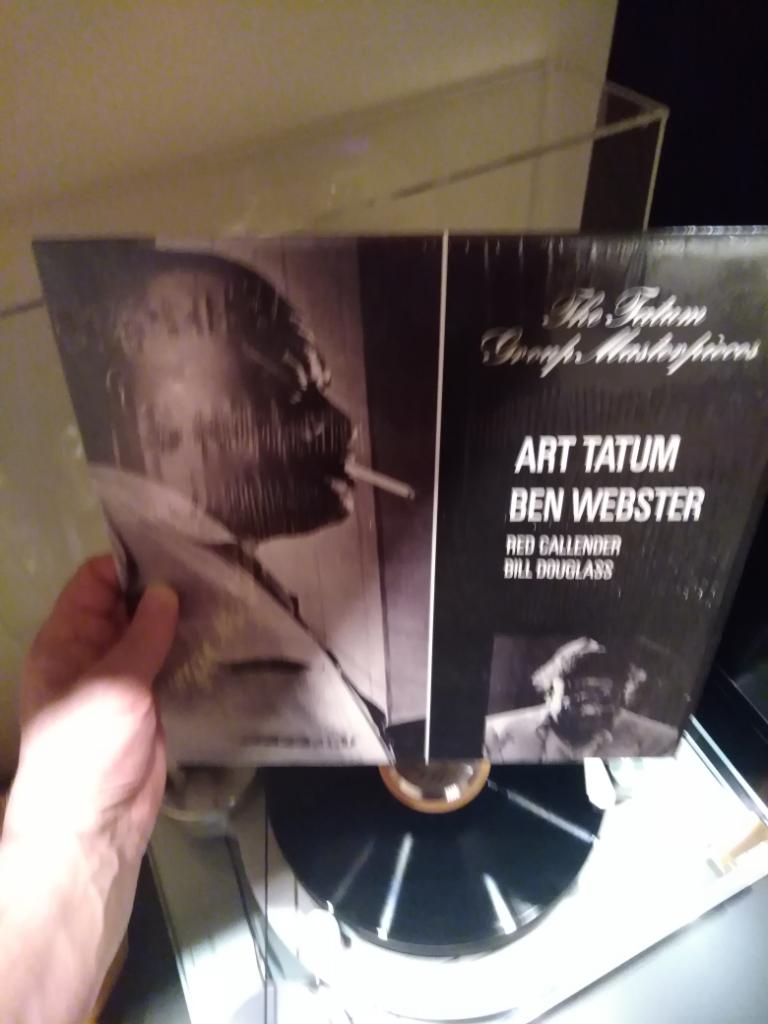 The Tatum
Group Masterpieces
ART TATUM
BEN WEBSTER
RED CALLENDER
BILL DOUGLASS